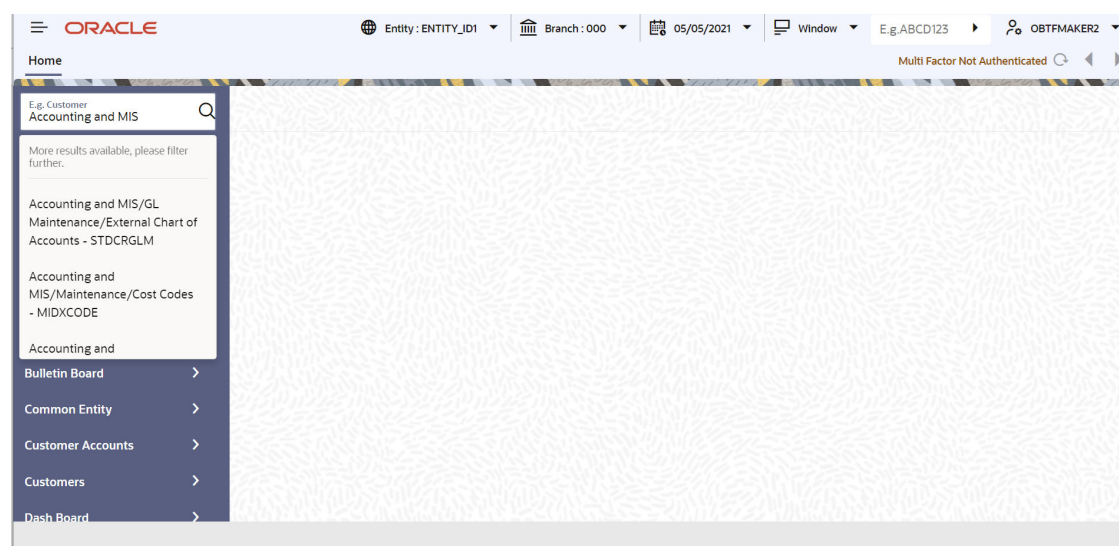 ORACLE
Entity : ENTITY_ID1
Branch : 000
05/05/2021
Window
E.g.ABCD123
OBTFMAKER2
Home
Multi Factor Not Authenticated
E.g. Customer
Accounting and MIS
More results available, please filter
further.
Accounting and MIS/GL
Maintenance/External Chart of
Accounts - STDCRGLM
Accounting and
MIS/Maintenance/Cost Codes
- MIDXCODE
Accounting and
Bulletin Board
Common Entity
Customer Accounts
Customers
Dash Board